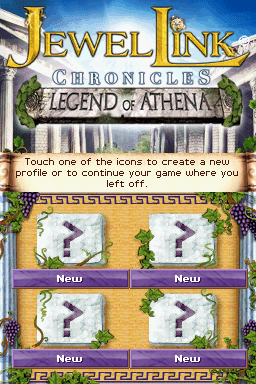 JEWEL LINK
CHRONICLES
LEGEND OF ATHENA
Touch one of the icons to create a new
profile or to continue your game where you
left off.
?
?
New
New
?
?
New
New